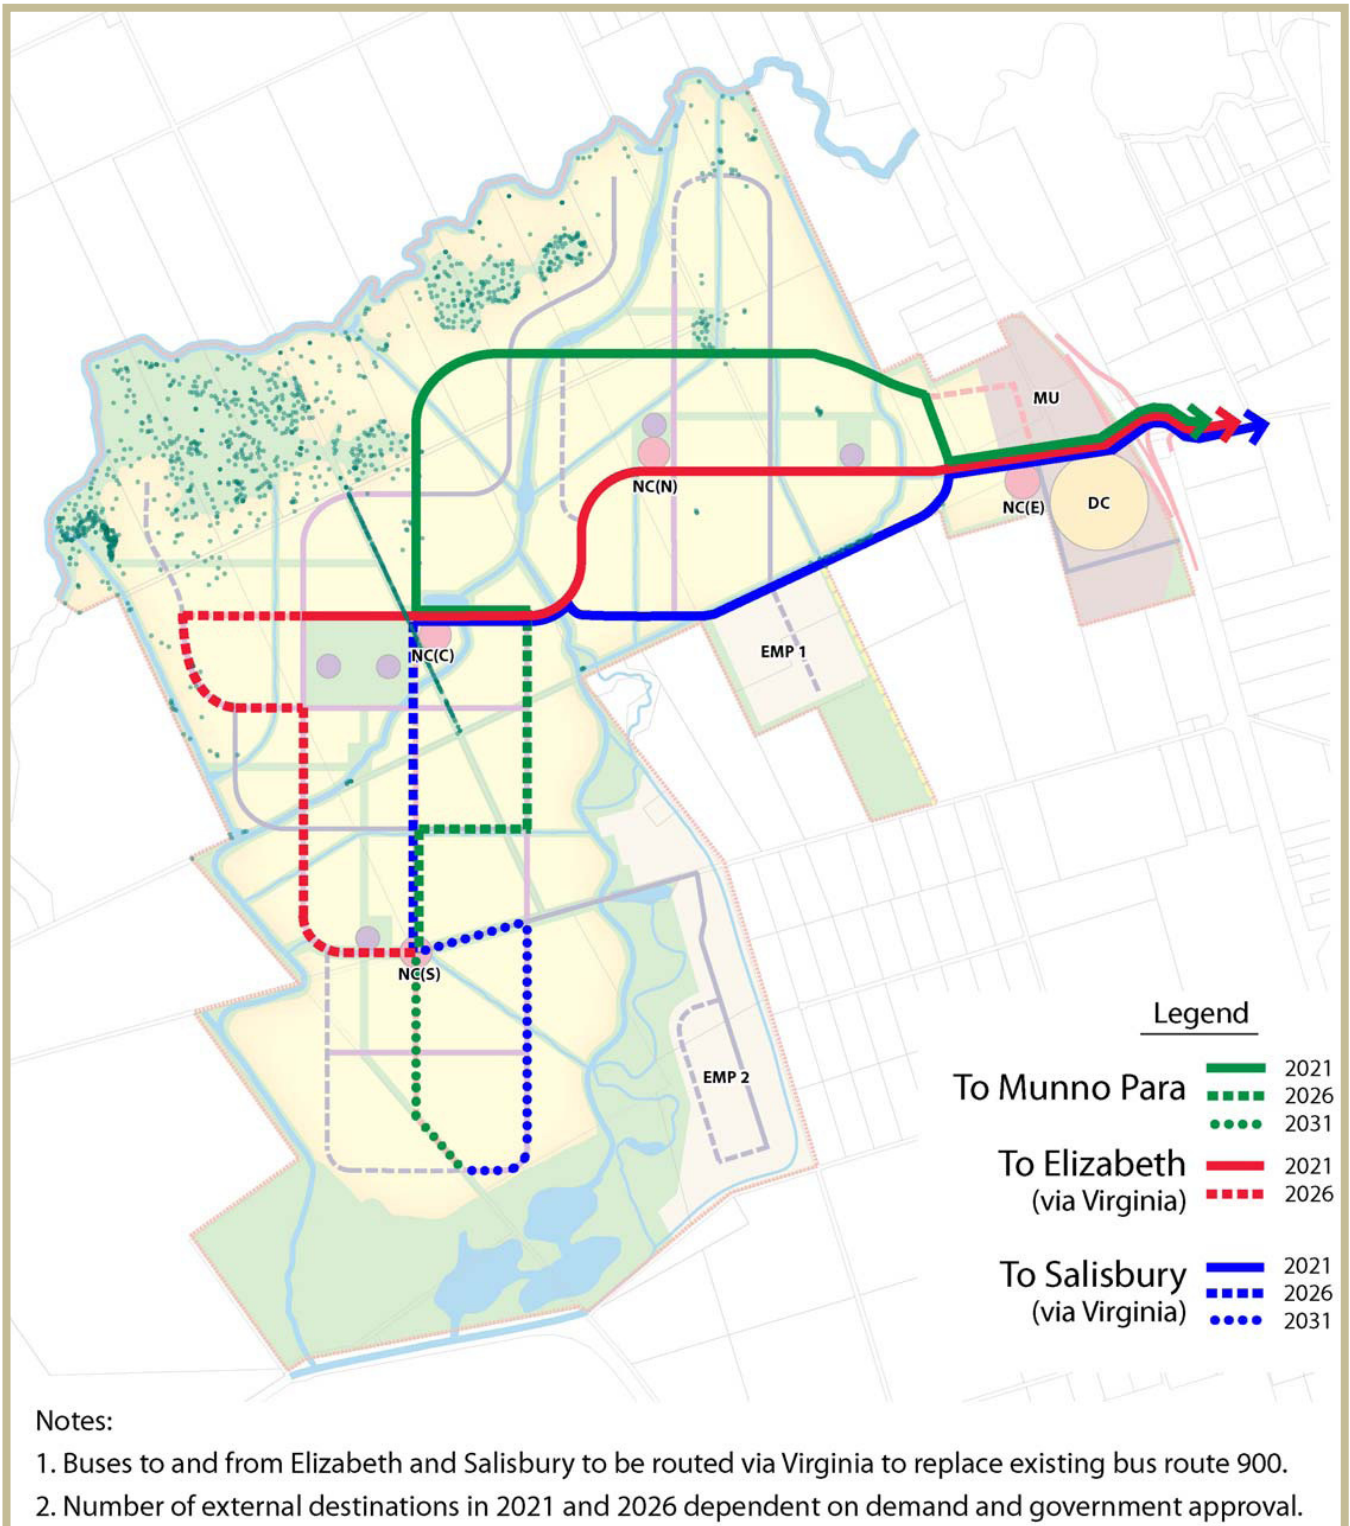 MU
NC(N)
NC(E)
DC
NC(C)
EMP 1
NC(S)
EMP 2
Legend
To Munno Para
2021
2026
2031
To Elizabeth
(via Virginia)
2021
2026
To Salisbury
(via Virginia)
2021
2026
2031
Notes:
1. Buses to and from Elizabeth and Salisbury to be routed via Virginia to replace existing bus route 900.
2. Number of external destinations in 2021 and 2026 dependent on demand and government approval.